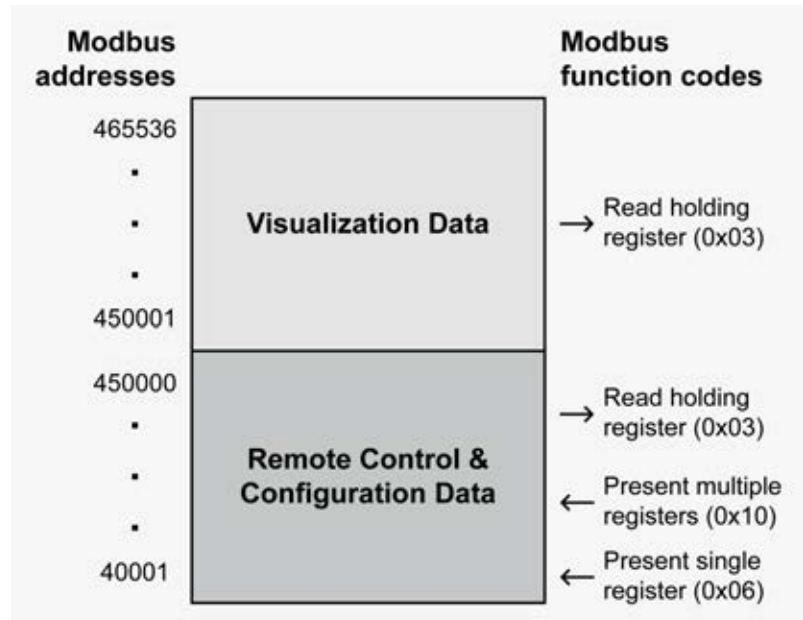 Modbus
addresses
Modbus
function codes
465536
.
.
.
450001
Visualization Data
Read holding
register (0x03)
450000
.
.
.
40001
Remote Control &
Configuration Data
Read holding
register (0x03)
Present multiple
registers (0x10)
Present single
register (0x06)